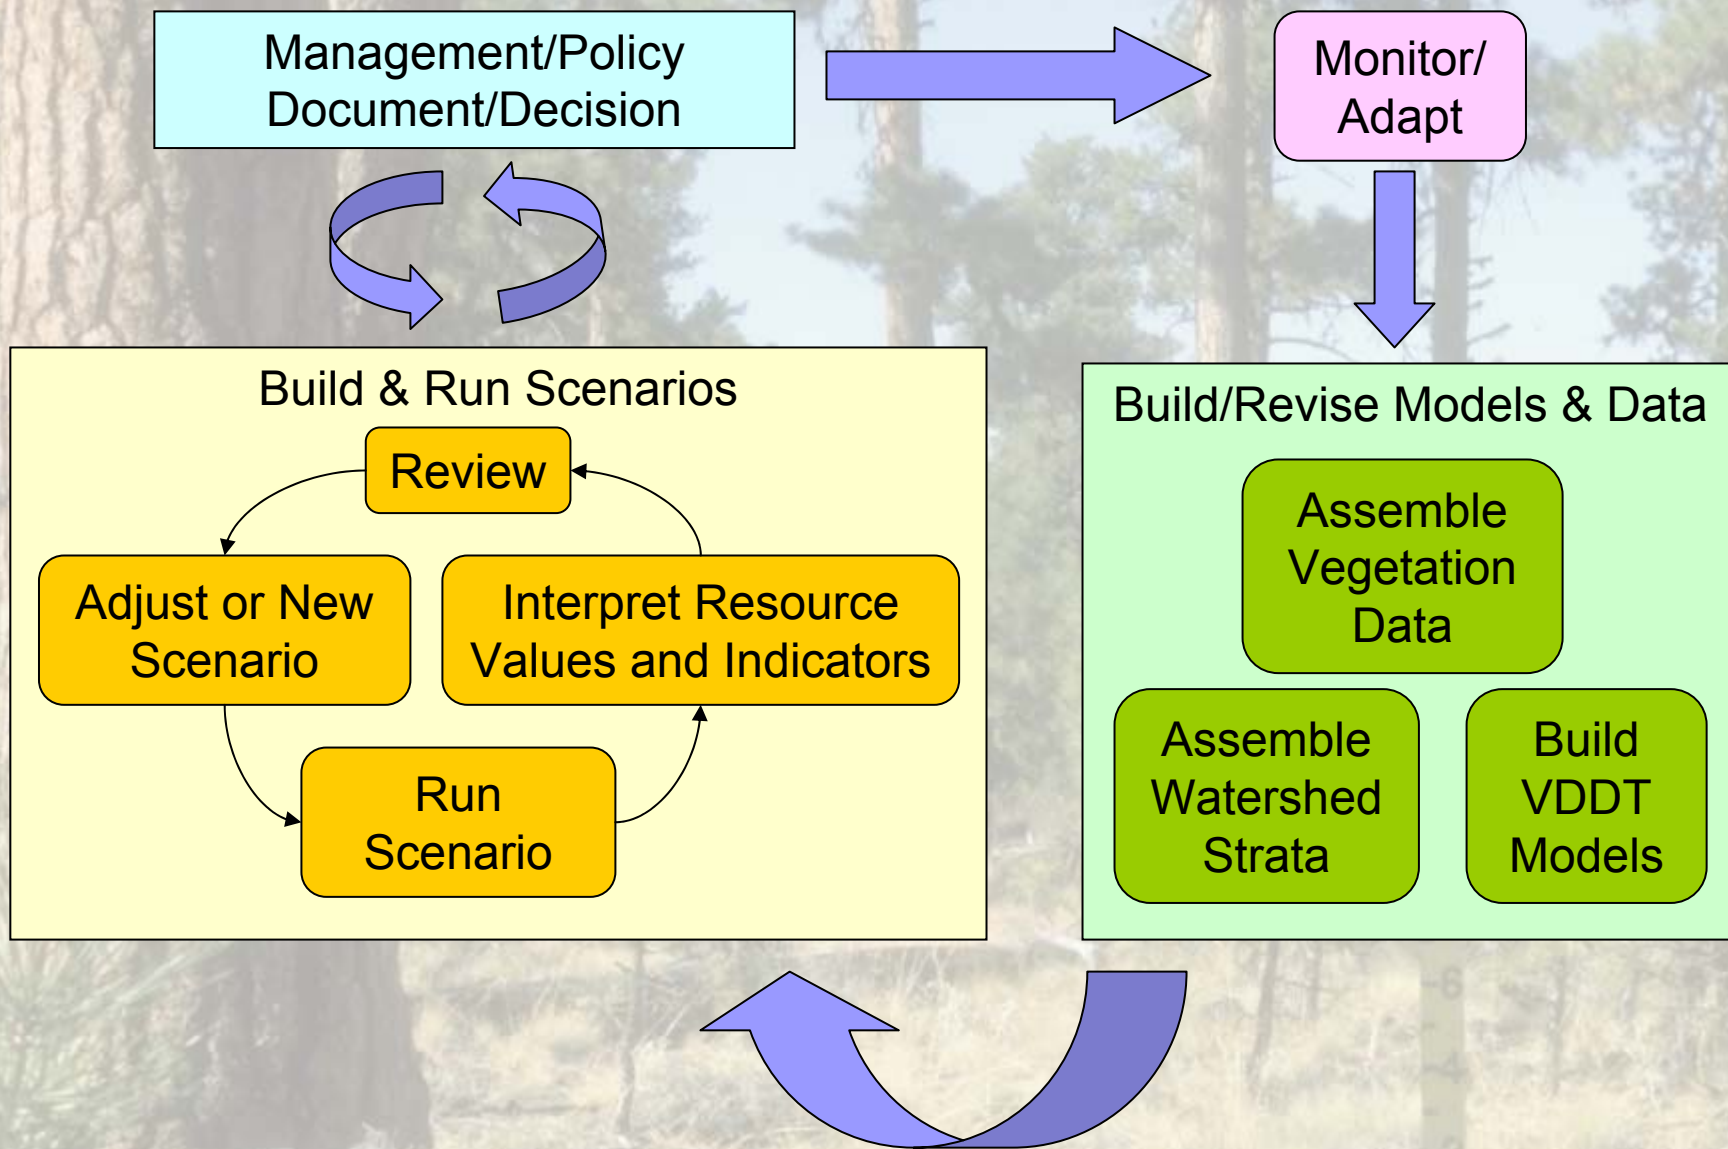 Management/Policy
Document/Decision
Monitor/
Adapt
Build & Run Scenarios
Review
Adjust or New
Scenario
Interpret Resource
Values and Indicators
Run
Scenario
Build/Revise Models & Data
Assemble
Vegetation
Data
Assemble
Watershed
Strata
Build
VDDT
Models